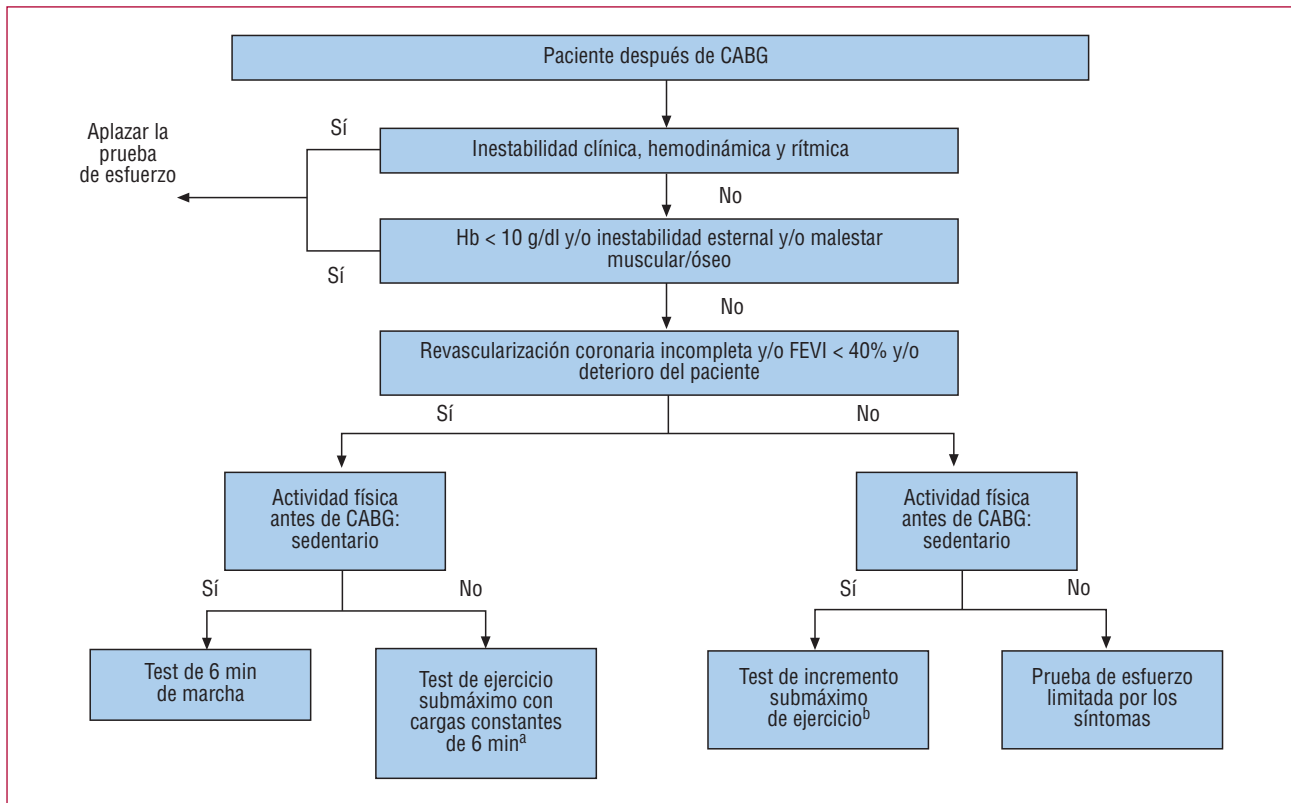 Paciente después de CABG
Aplazar la
prueba
de esfuerzo
Sí
Inestabilidad clínica, hemodinámica y rítmica
No
Hb < 10 g/dl y/o inestabilidad esternal y/o malestar
muscular/óseo
Sí
No
Revascularización coronaria incompleta y/o FEVI < 40% y/o
deterioro del paciente
Sí
No
Actividad física
antes de CABG:
sedentario
Sí
No
Test de 6 min
de marcha
Test de ejercicio
submáximo con
cargas constantes
de 6 minᵃ
Actividad física
antes de CABG:
sedentario
Sí
No
Test de incremento
submáximo
de ejercicioᵇ
Prueba de esfuerzo
limitada por los
síntomas